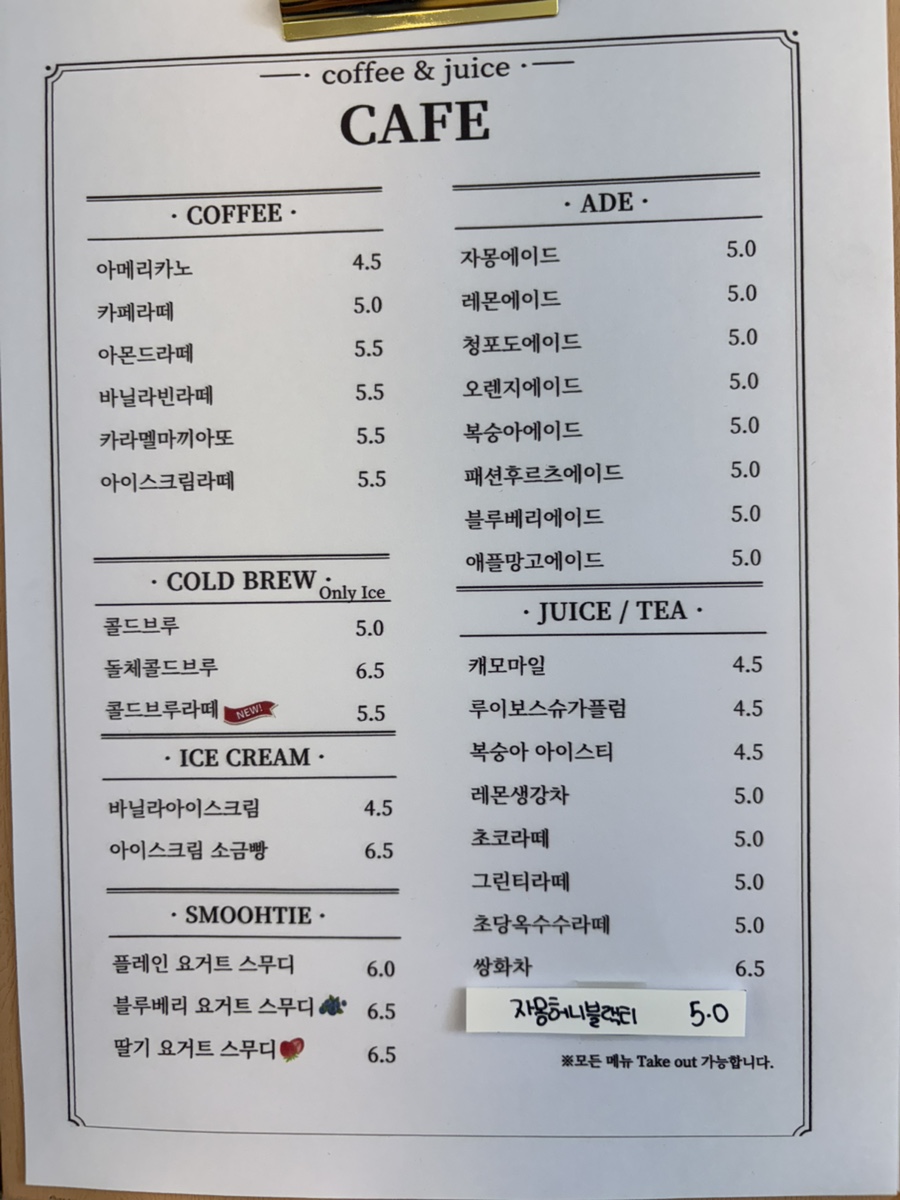 coffee & juice
CAFE
· COFFEE ·
아메리카노 4.5
카페라떼 5.0
아몬드라떼 5.5
바닐라빈라떼 5.5
카라멜마끼아또 5.5
아이스크림라떼 5.5
· COLD BREW ·
Only Ice
콜드브루 5.0
돌체콜드브루 6.5
콜드브루라떼 NEW! 5.5
· ICE CREAM ·
바닐라아이스크림 4.5
아이스크림 소금빵 6.5
· SMOOHTIE ·
플레인 요거트 스무디 6.0
블루베리 요거트 스무디 6.5
딸기 요거트 스무디 6.5
· ADE ·
자몽에이드 5.0
레몬에이드 5.0
청포도에이드 5.0
오렌지에이드 5.0
복숭아에이드 5.0
패션후르츠에이드 5.0
블루베리에이드 5.0
애플망고에이드 5.0
· JUICE / TEA ·
캐모마일 4.5
루이보스슈가플럼 4.5
복숭아 아이스티 4.5
레몬생강차 5.0
초코라떼 5.0
그린티라떼 5.0
초당옥수수라떼 5.0
쌍화차 6.5
자몽허니블랙티 5.0
※모든 메뉴 Take out 가능합니다.